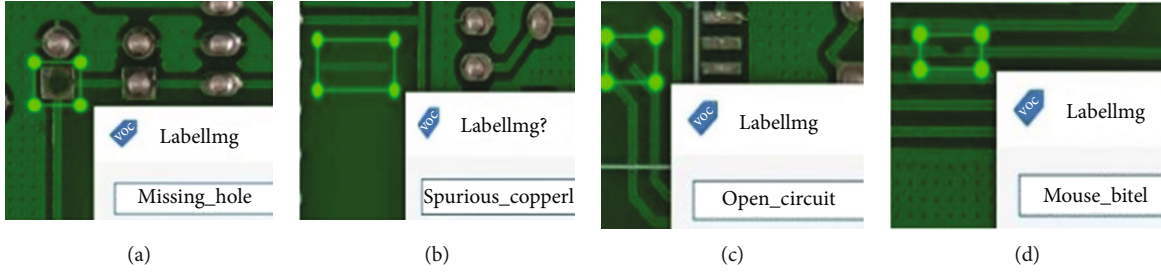 VOC LabelImg
Missing_hole
(a)
VOC LabelImg?
Spurious_copperl
(b)
VOC LabelImg
Open_circuit
(c)
VOC LabelImg
Mouse_bitel
(d)